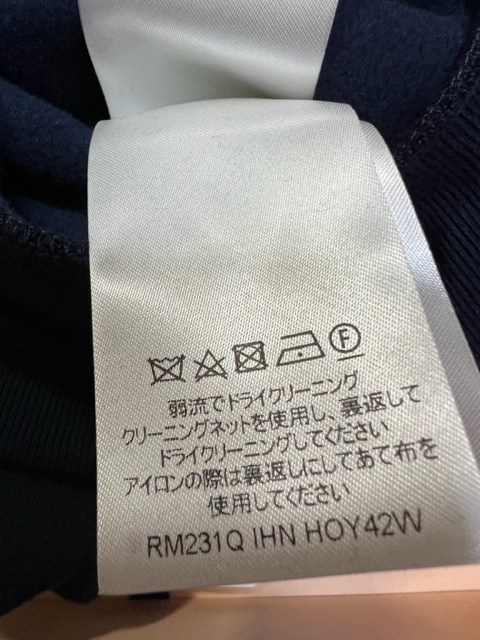 F
弱流でドライクリーニング
クリーニングネットを使用し、裏返して
ドライクリーニングしてください
アイロンの際は裏返しにしてあて布を
使用してください
RM231Q IHN HOY42W